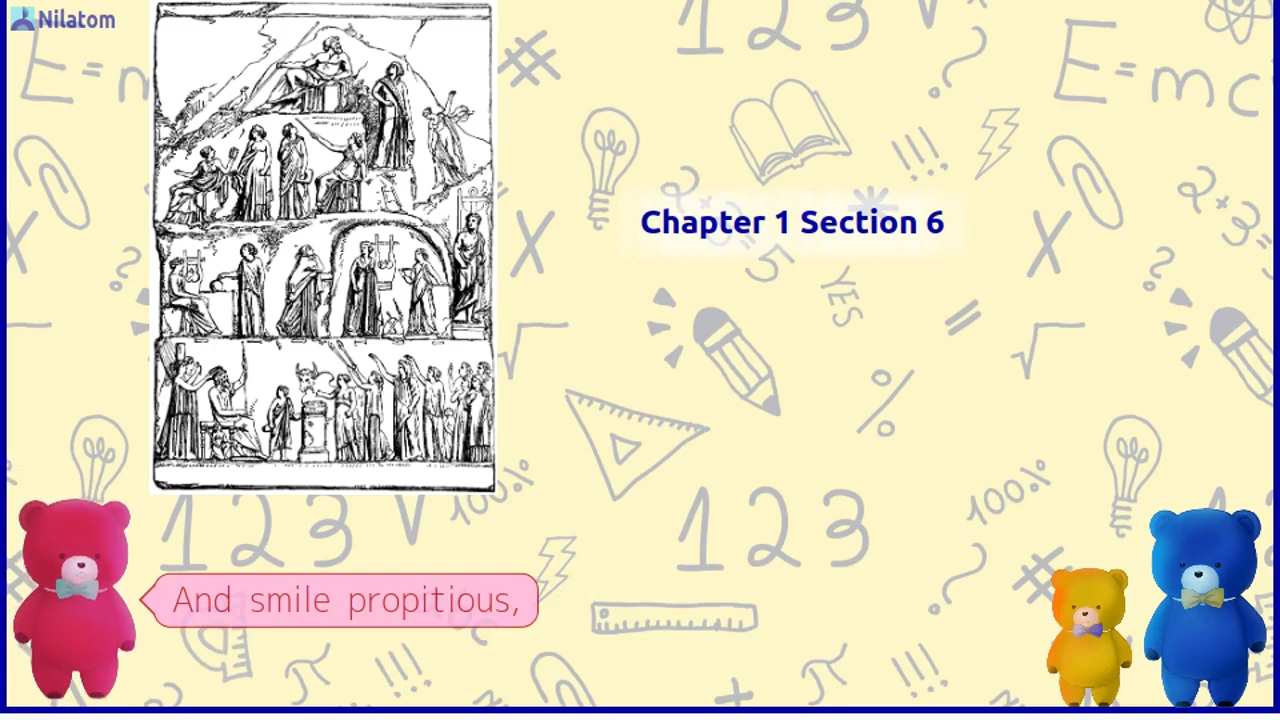 Nilatom
Chapter 1 Section 6
And smile propitious,